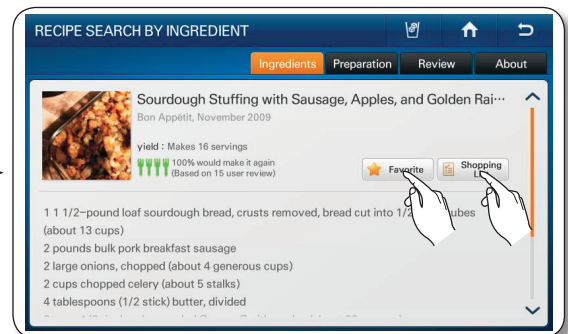 RECIPE SEARCH BY INGREDIENT
Ingredients Preparation Review About
Sourdough Stuffing with Sausage, Apples, and Golden Rai···
Bon Appétit, November 2009
yield : Makes 16 servings
100% would make it again
(Based on 15 user review)
Favorite
Shopping
1 1 1/2–pound loaf sourdough bread, crusts removed, bread cut into
(about 13 cups)
2 pounds bulk pork breakfast sausage
2 large onions, chopped (about 4 generous cups)
2 cups chopped celery (about 5 stalks)
4 tablespoons (1/2 stick) butter, divided